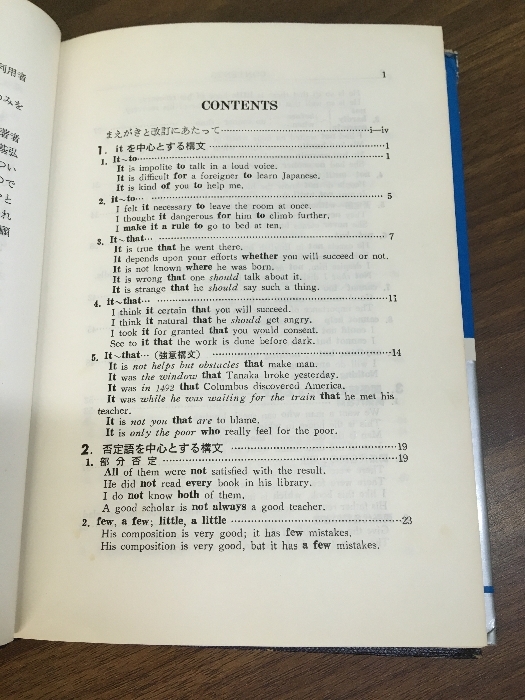 利用者
のみを
著者
つい
ので
と
れ
1
CONTENTS
まえがきと改訂にあたって i—iv
1. it を中心とする構文 1
1. It~to 1
It is impolite to talk in a loud voice.
It is difficult for a foreigner to learn Japanese.
It is kind of you to help me.
2. it~to 5
I felt it necessary to leave the room at once.
I thought it dangerous for him to climb further.
I make it a rule to go to bed at ten.
3. It~that… 7
It is true that he went there.
It depends upon your efforts whether you will succeed or not.
It is not known where he was born.
It is wrong that one should talk about it.
It is strange that he should say such a thing.
4. it~that… 11
I think it certain that you will succeed.
I think it natural that he should get angry.
I took it for granted that you would consent.
See to it that the work is done before dark.
5. It~that…（強意構文） 14
It is not helps but obstacles that make man.
It was the window that Tanaka broke yesterday.
It was in 1492 that Columbus discovered America.
It was while he was waiting for the train that he met his
teacher.
It is not you that are to blame.
It is only the poor who really feel for the poor.
2. 否定語を中心とする構文 19
1. 部分否定 19
All of them were not satisfied with the result.
He did not read every book in his library.
I do not know both of them.
A good scholar is not always a good teacher.
2. few, a few; little, a little 23
His composition is very good; it has few mistakes.
His composition is very good, but it has a few mistakes.